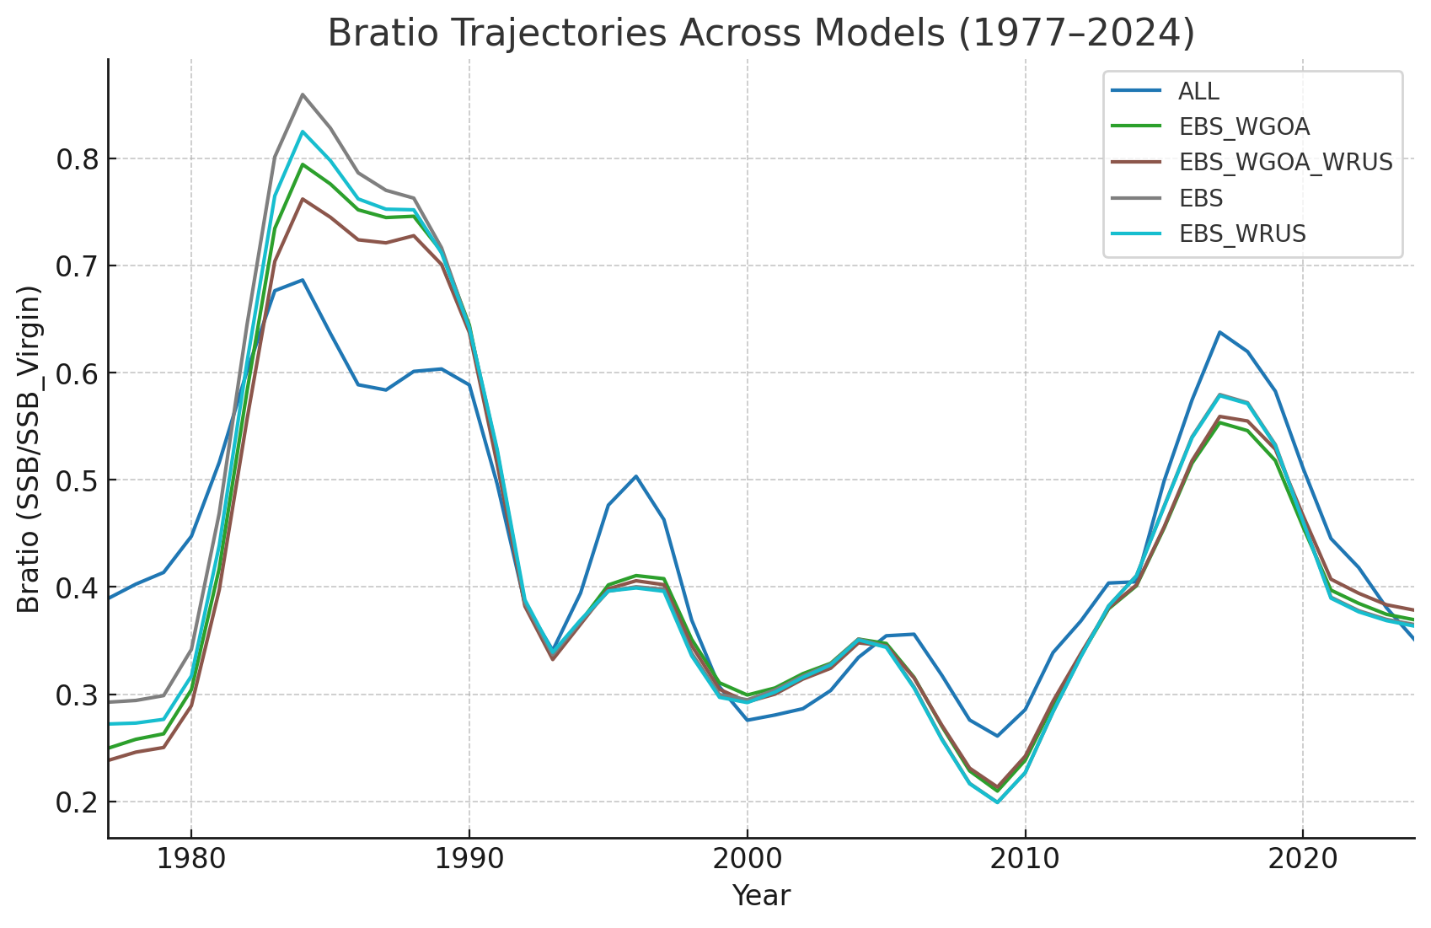 Bratio Trajectories Across Models (1977–2024)
ALL
EBS_WGOA
EBS_WGOA_WRUS
EBS
EBS_WRUS
Bratio (SSB/SSB_Virgin)
0.8
0.7
0.6
0.5
0.4
0.3
0.2
1980 1990 2000 2010 2020
Year